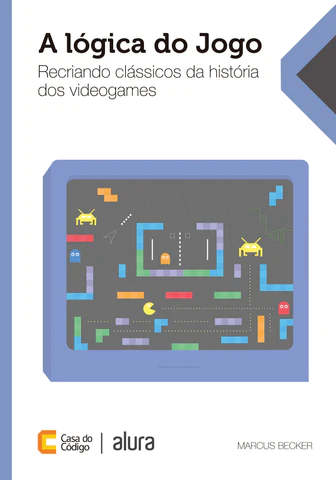 A lógica do Jogo
Recriando clássicos da história
dos videogames
Casa do
Código
alura
MARCUS BECKER